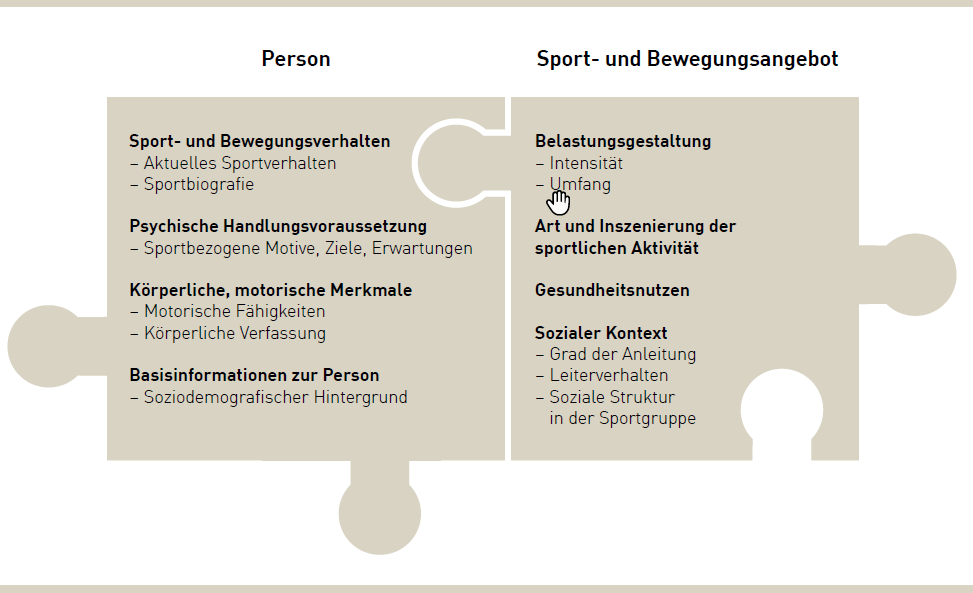 Person
Sport- und Bewegungsverhalten
– Aktuelles Sportverhalten
– Sportbiografie
Psychische Handlungsvoraussetzung
– Sportbezogene Motive, Ziele, Erwartungen
Körperliche, motorische Merkmale
– Motorische Fähigkeiten
– Körperliche Verfassung
Basisinformationen zur Person
– Soziodemografischer Hintergrund
Sport- und Bewegungsangebot
Belastungsgestaltung
– Intensität
– Umfang
Art und Inszenierung der
sportlichen Aktivität
Gesundheitsnutzen
Sozialer Kontext
– Grad der Anleitung
– Leiterverhalten
– Soziale Struktur
in der Sportgruppe